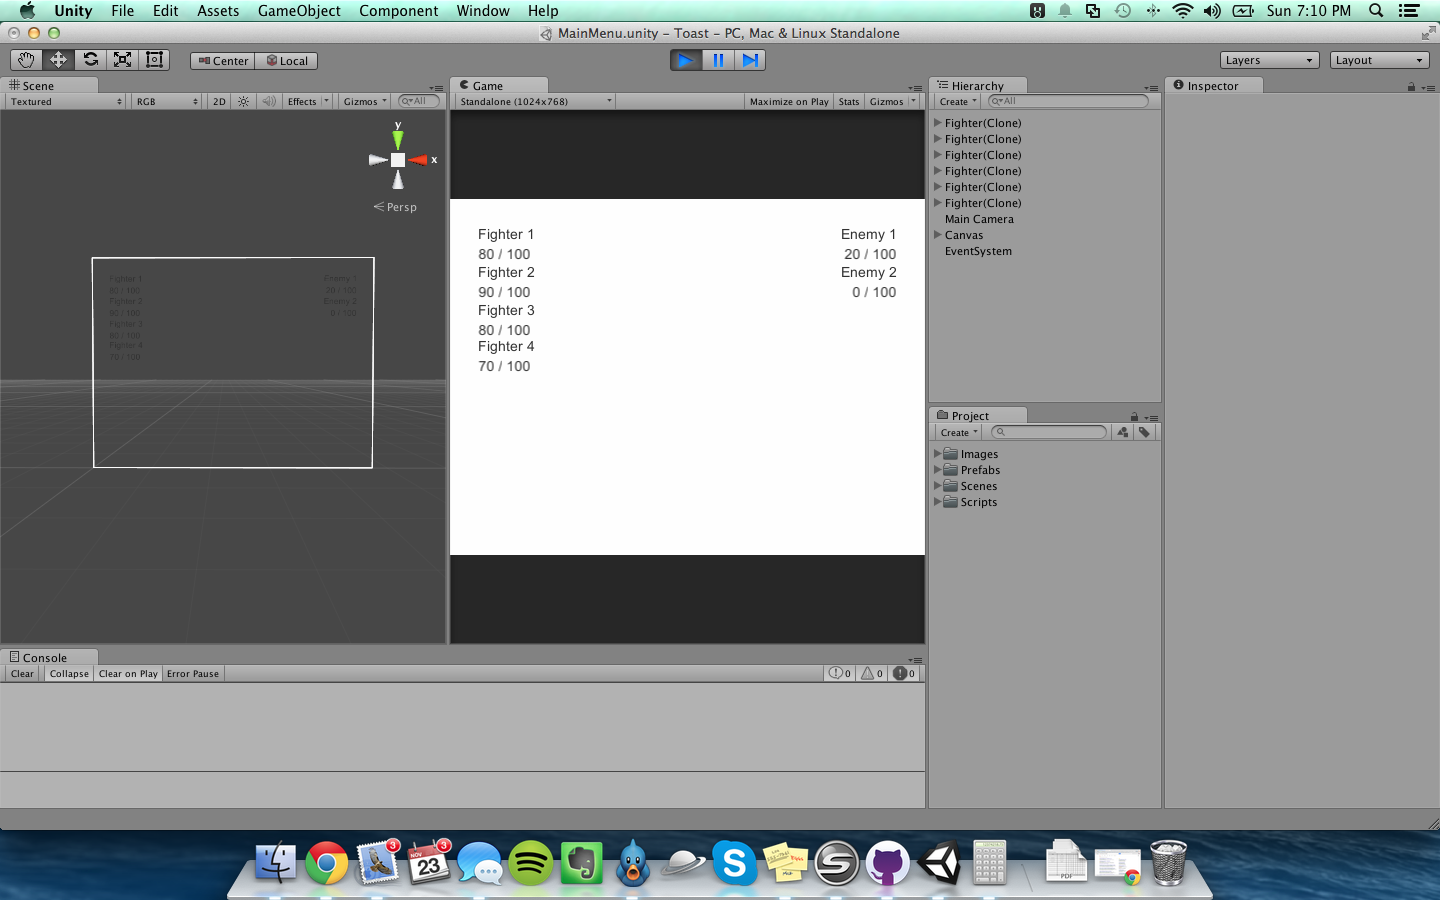 Unity File Edit Assets GameObject Component Window Help Sun 7:10 PM
MainMenu.unity – Toast – PC, Mac & Linux Standalone
Center Local Layers Layout
Scene
Textured RGB 2D Effects Gizmos All
y
x
Persp
Fighter 1 Enemy 1
80 / 100 20 / 100
Fighter 2 Enemy 2
90 / 100 0 / 100
Fighter 3
80 / 100
Fighter 4
70 / 100
Game
Standalone (1024x768) Maximize on Play Stats Gizmos
Fighter 1 Enemy 1
80 / 100 20 / 100
Fighter 2 Enemy 2
90 / 100 0 / 100
Fighter 3
80 / 100
Fighter 4
70 / 100
Hierarchy
Create All
Fighter(Clone)
Fighter(Clone)
Fighter(Clone)
Fighter(Clone)
Fighter(Clone)
Fighter(Clone)
Main Camera
Canvas
EventSystem
Project
Create
Images
Prefabs
Scenes
Scripts
Inspector
Console
Clear Collapse Clear on Play Error Pause 0 0 0
3
NOV 3
23
PDF